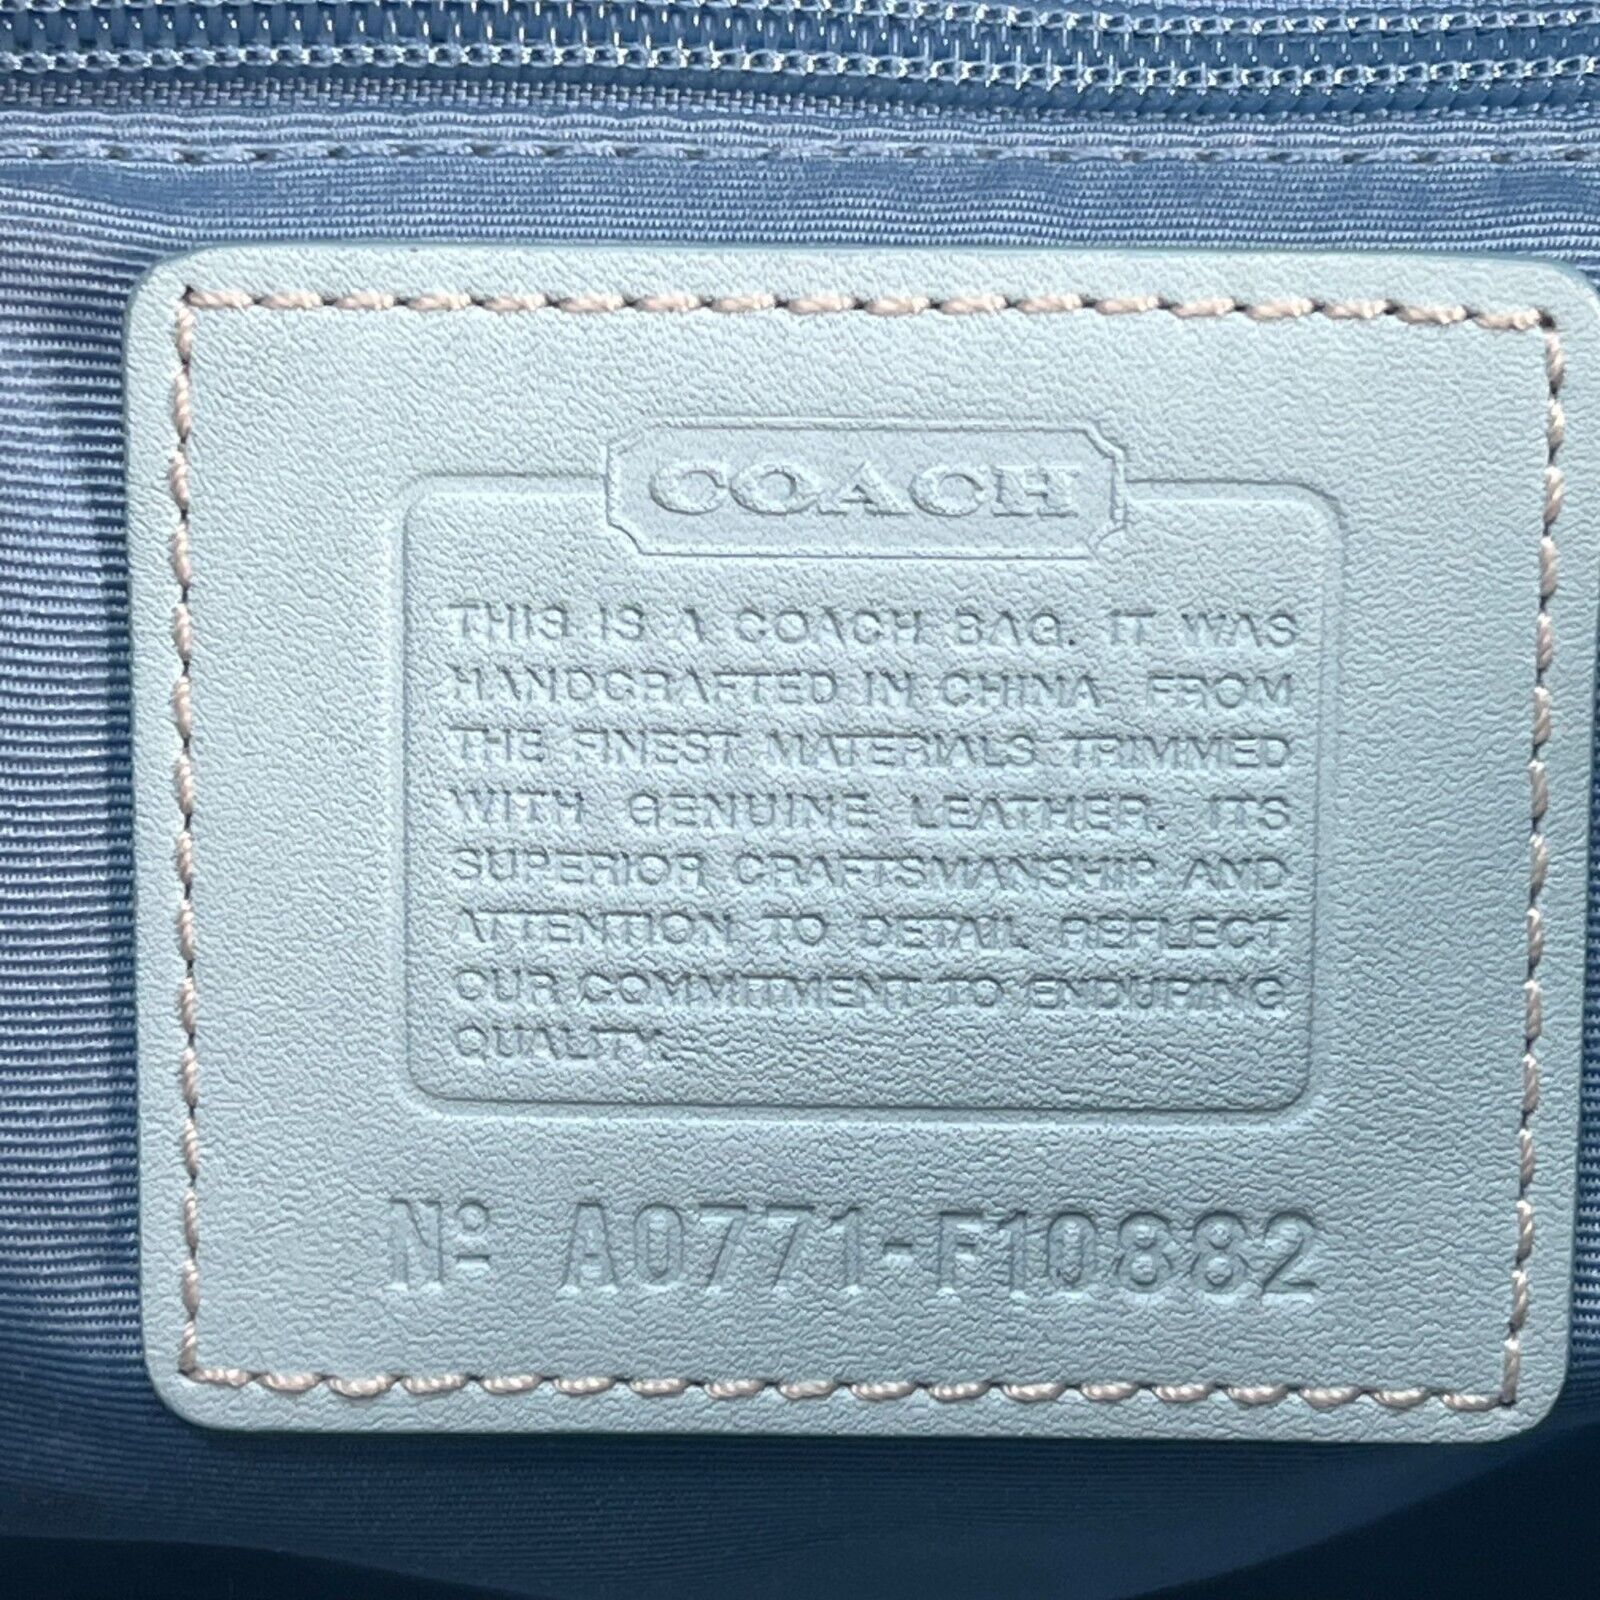 COACH
THIS IS A COACH BAG. IT WAS
HANDCRAFTED IN CHINA FROM
THE FINEST MATERIALS TRIMMED
WITH GENUINE LEATHER. ITS
SUPERIOR CRAFTSMANSHIP AND
ATTENTION TO DETAIL REFLECT
OUR COMMITMENT TO ENDURING
QUALITY.
Nº A0771-F10882